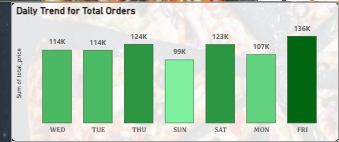 Daily Trend for Total Orders
Sum of total_price
114K 114K 124K 99K 123K 107K 136K
WED TUE THU SUN SAT MON FRI